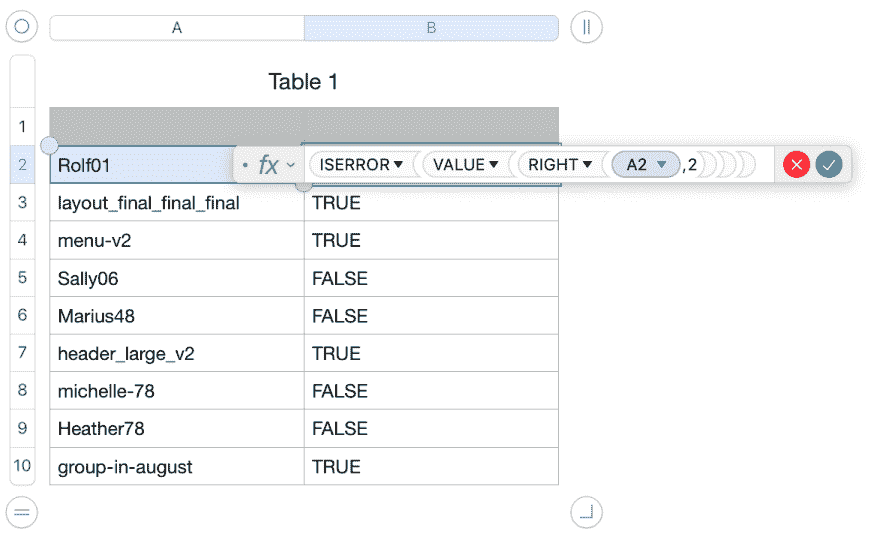 A B
Table 1
1
2 Rolf01 fx ISERROR VALUE RIGHT A2 ,2
3 layout_final_final_final TRUE
4 menu-v2 TRUE
5 Sally06 FALSE
6 Marius48 FALSE
7 header_large_v2 TRUE
8 michelle-78 FALSE
9 Heather78 FALSE
10 group-in-august TRUE